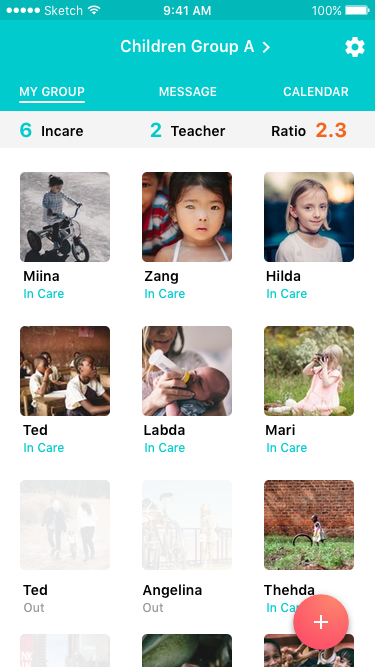 Sketch 9:41 AM 100%
Children Group A
MY GROUP MESSAGE CALENDAR
6 Incare 2 Teacher Ratio 2.3
Miina Zang Hilda
In Care In Care In Care
Ted Labda Mari
In Care In Care In Care
Ted Angelina Thehda
Out Out In